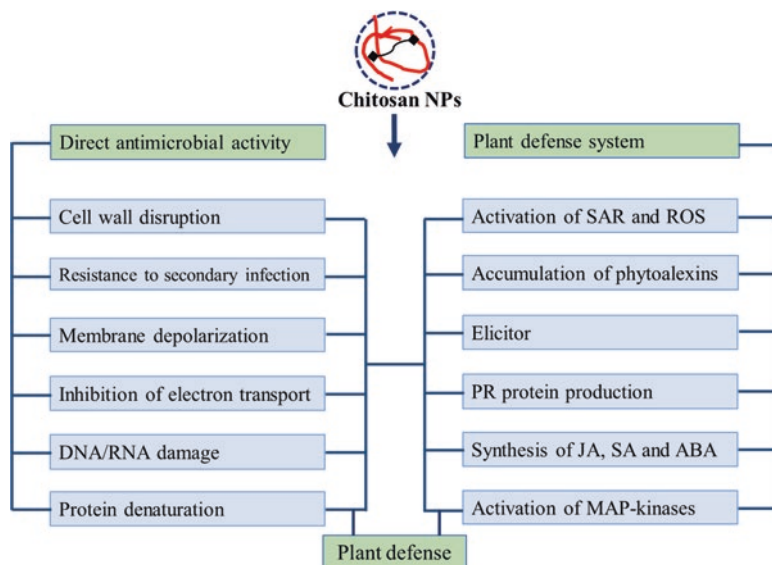 Chitosan NPs
Direct antimicrobial activity
Cell wall disruption
Resistance to secondary infection
Membrane depolarization
Inhibition of electron transport
DNA/RNA damage
Protein denaturation
Plant defense system
Activation of SAR and ROS
Accumulation of phytoalexins
Elicitor
PR protein production
Synthesis of JA, SA and ABA
Activation of MAP-kinases
Plant defense